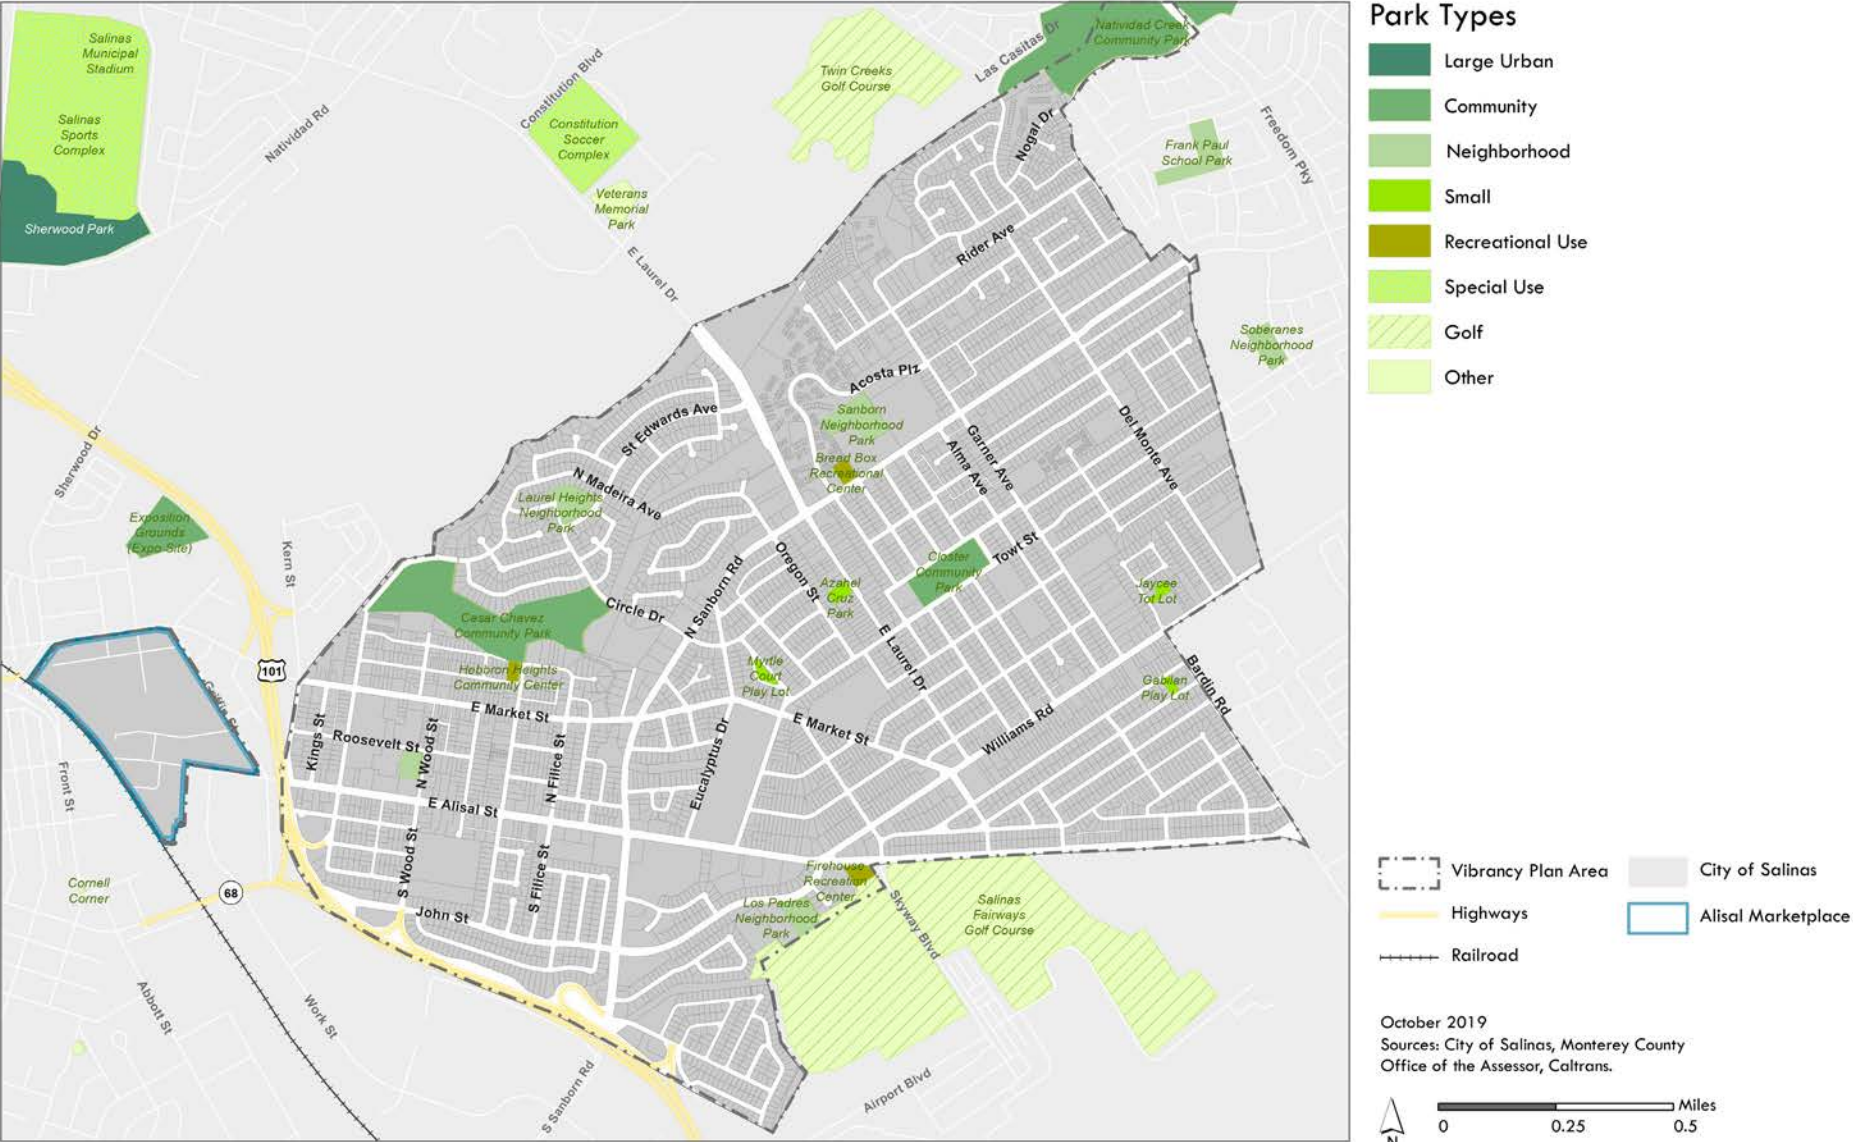 Park Types
Large Urban
Community
Neighborhood
Small
Recreational Use
Special Use
Golf
Other
Salinas
Municipal
Stadium
Salinas
Sports
Complex
Sherwood Park
Natividad Rd
Constitution Blvd
Constitution
Soccer
Complex
Veterans
Memorial
Park
E Laurel Dr
Twin Creeks
Golf Course
Las Casitas Dr
Natividad Creek
Community Park
Nogal Dr
Freedom Pky
Frank Paul
School Park
Rider Ave
Soberanes
Neighborhood
Park
Acosta Plz
Sanborn
Neighborhood
Park
Bread Box
Recreational
Center
Garner Ave
Alma Ave
Del Monte Ave
St Edwards Ave
N Madeira Ave
Laurel Heights
Neighborhood
Park
Sherwood Dr
Exposition
Grounds
(Expo Site)
Kern St
Oregon St
N Sanborn Rd
Circle Dr
Azahel
Cruz
Park
Closter
Community
Park
Towt St
Jaycee
Tot Lot
Cesar Chavez
Community Park
Hebron Heights
Community Center
Myrtle
Court
Play Lot
E Laurel Dr
Gabilan
Play Lot
Bardin Rd
101
Griffin St
E Market St
E Market St
Williams Rd
Kings St
Roosevelt St
N Wood St
N Filice St
Eucalyptus Dr
Front St
E Alisal St
S Wood St
S Filice St
John St
Firehouse
Recreation
Center
Los Padres
Neighborhood
Park
Skyway Blvd
Salinas
Fairways
Golf Course
Cornell
Corner
68
Abbott St
Work St
S Sanborn Rd
Airport Blvd
Vibrancy Plan Area
Highways
Railroad
City of Salinas
Alisal Marketplace
October 2019
Sources: City of Salinas, Monterey County
Office of the Assessor, Caltrans.
Miles
0 0.25 0.5
N